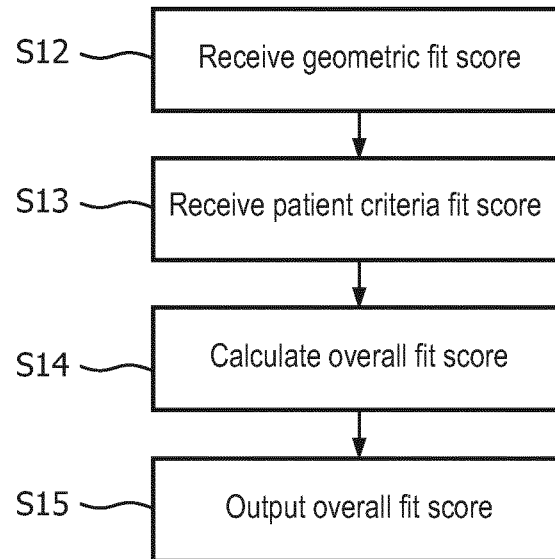 S12 Receive geometric fit score
S13 Receive patient criteria fit score
S14 Calculate overall fit score
S15 Output overall fit score